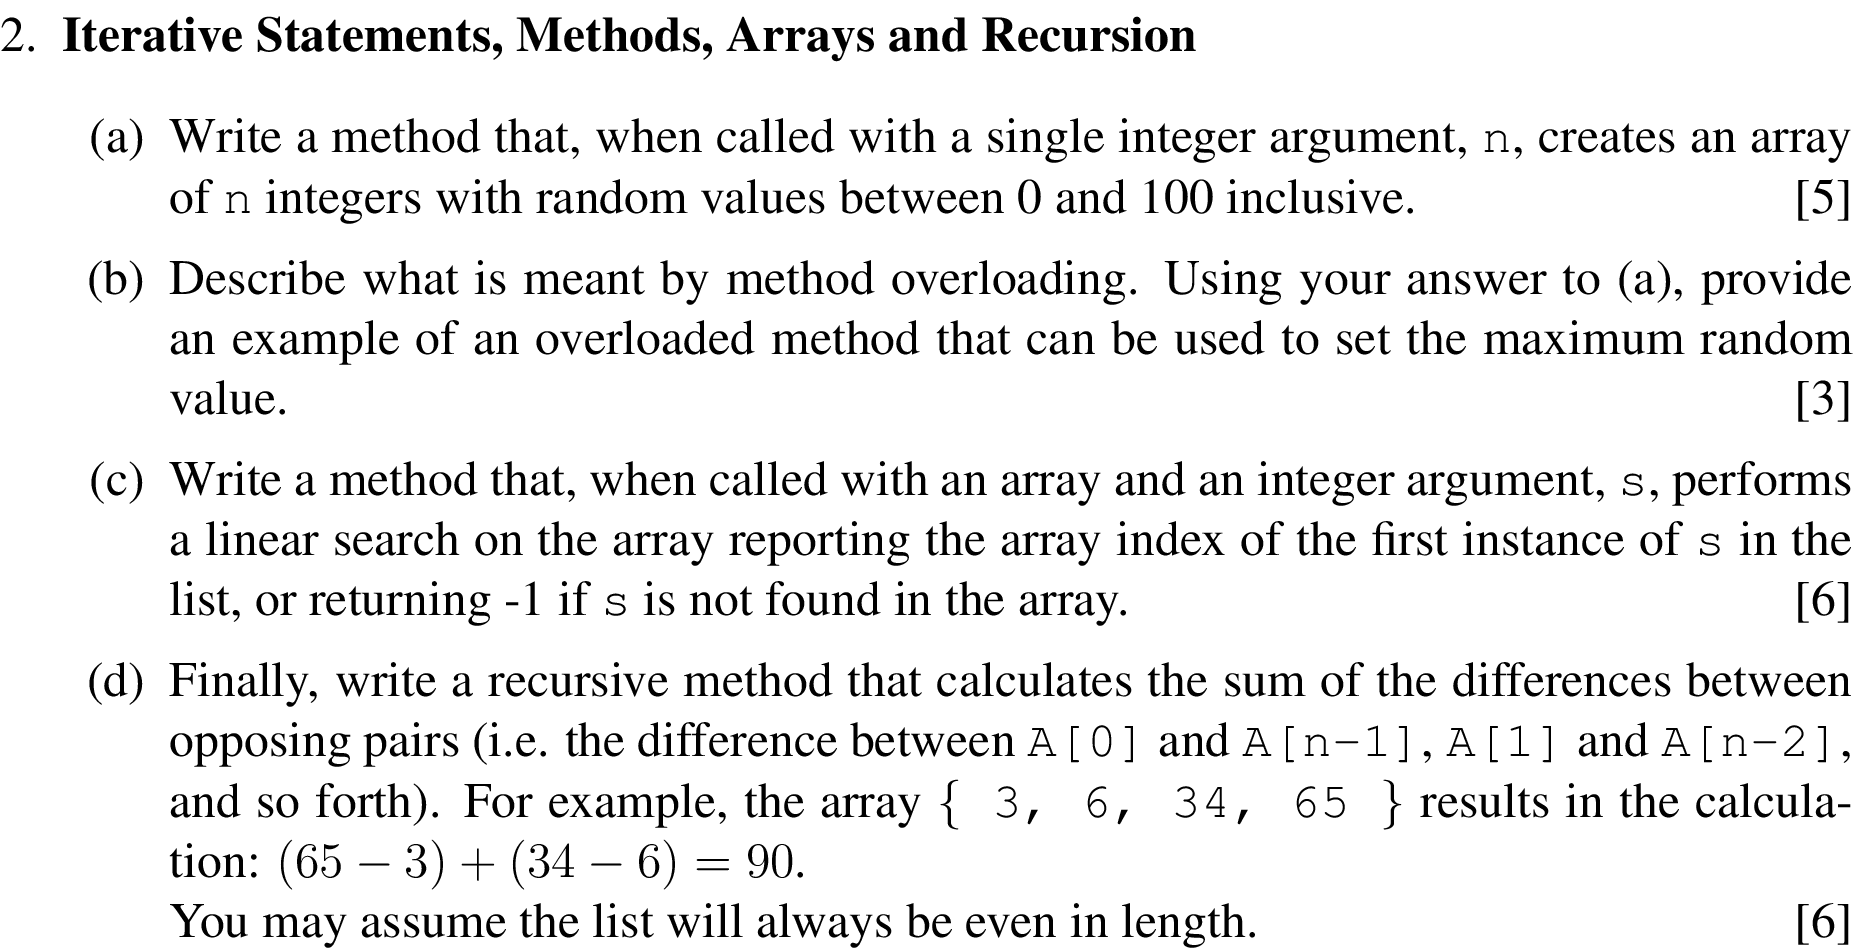 2. Iterative Statements, Methods, Arrays and Recursion
(a) Write a method that, when called with a single integer argument, n, creates an array
of n integers with random values between 0 and 100 inclusive. [5]
(b) Describe what is meant by method overloading. Using your answer to (a), provide
an example of an overloaded method that can be used to set the maximum random
value. [3]
(c) Write a method that, when called with an array and an integer argument, s, performs
a linear search on the array reporting the array index of the first instance of s in the
list, or returning -1 if s is not found in the array. [6]
(d) Finally, write a recursive method that calculates the sum of the differences between
opposing pairs (i.e. the difference between A[0] and A[n-1], A[1] and A[n-2],
and so forth). For example, the array { 3, 6, 34, 65 } results in the calcula-
tion: (65 − 3) + (34 − 6) = 90.
You may assume the list will always be even in length. [6]